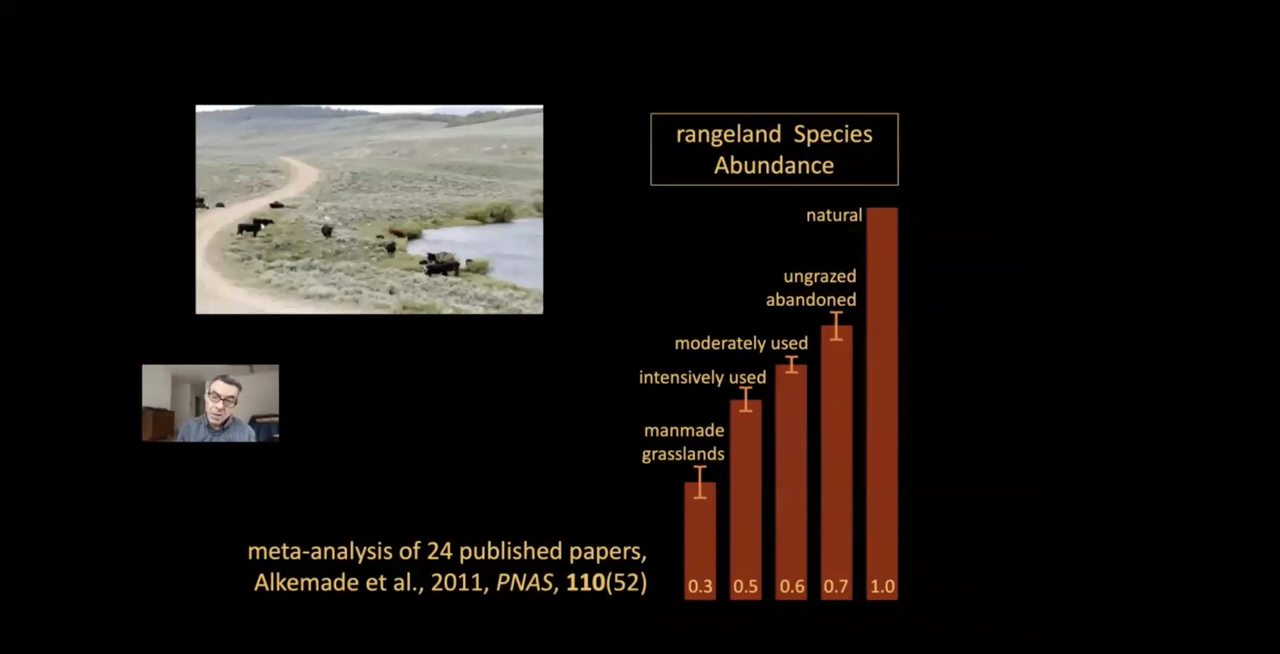 rangeland Species
Abundance
natural
ungrazed
abandoned
moderately used
intensively used
manmade
grasslands
meta-analysis of 24 published papers,
Alkemade et al., 2011, PNAS, 110(52)
0.3 0.5 0.6 0.7 1.0